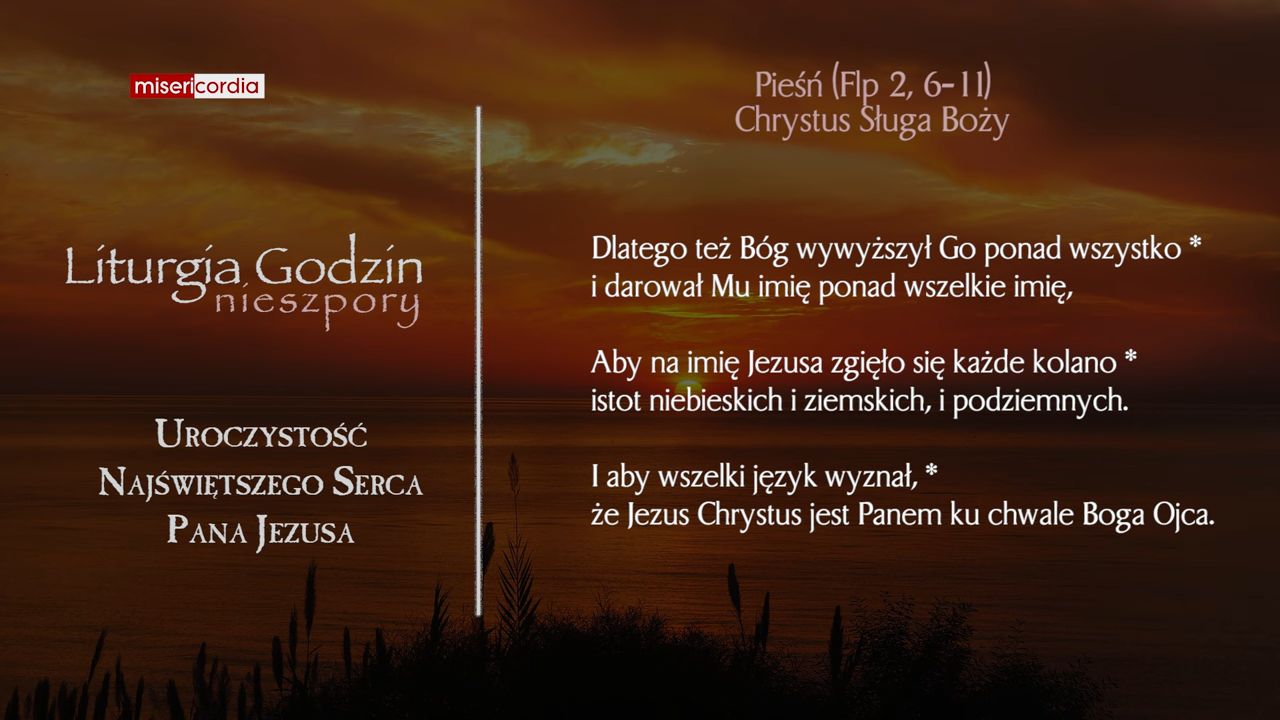 misericordia
Liturgia Godzin
nieszpory
Uroczystość
Najświętszego Serca
Pana Jezusa
Pieśń (Flp 2, 6-11)
Chrystus Sługa Boży
Dlatego też Bóg wywyższył Go ponad wszystko *
i darował Mu imię ponad wszelkie imię,
Aby na imię Jezusa zgięło się każde kolano *
istot niebieskich i ziemskich, i podziemnych.
I aby wszelki język wyznał, *
że Jezus Chrystus jest Panem ku chwale Boga Ojca.